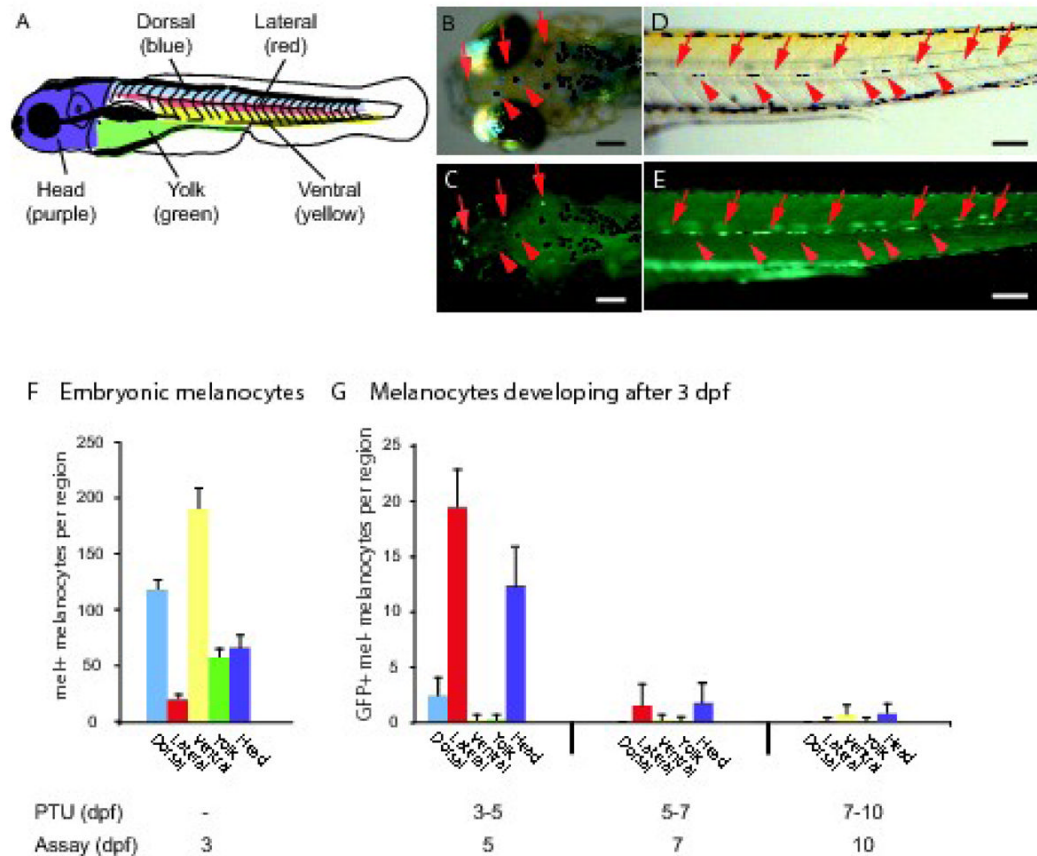 A
Dorsal
(blue)
Lateral
(red)
Head
(purple)
Yolk
(green)
Ventral
(yellow)
B
C
D
E
F Embryonic melanocytes
mel+ melanocytes per region
250
200
150
100
50
0
Dorsal
Lateral
Ventral
Yolk
Head
G Melanocytes developing after 3 dpf
GFP+ mel- melanocytes per region
25
20
15
10
5
0
Dorsal
Lateral
Ventral
Yolk
Head
Dorsal
Lateral
Ventral
Yolk
Head
Dorsal
Lateral
Ventral
Yolk
Head
PTU (dpf) - 3-5 5-7 7-10
Assay (dpf) 3 5 7 10